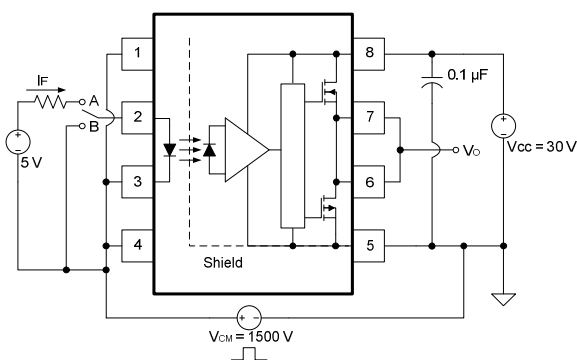 1
8
IF
A
0.1 µF
2
7
B
+
−
5 V
VO
+
−
VCC = 30 V
3
6
4
5
Shield
+ −
VCM = 1500 V